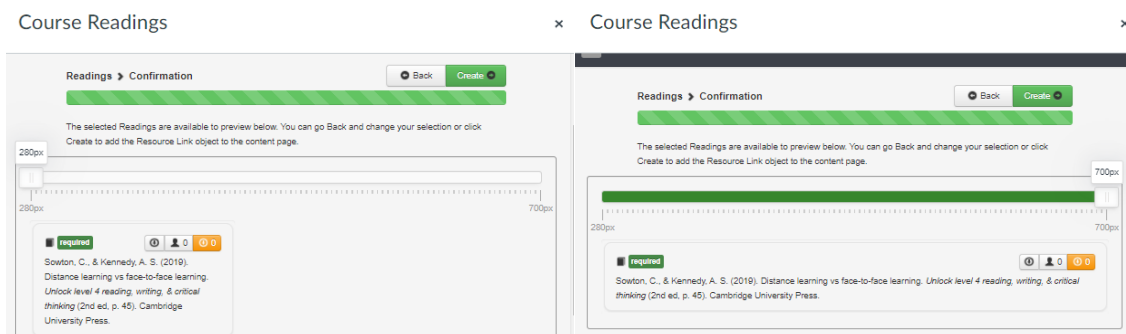 Course Readings
×
Readings ❯ Confirmation
Back
Create
The selected Readings are available to preview below. You can go Back and change your selection or click
Create to add the Resource Link object to the content page.
280px
280px
700px
required
0
0
Sowton, C., & Kennedy, A. S. (2019).
Distance learning vs face-to-face learning.
Unlock level 4 reading, writing, & critical
thinking (2nd ed, p. 45). Cambridge
University Press.
Course Readings
×
Readings ❯ Confirmation
Back
Create
The selected Readings are available to preview below. You can go Back and change your selection or click
Create to add the Resource Link object to the content page.
700px
280px
700px
required
0
0
Sowton, C., & Kennedy, A. S. (2019). Distance learning vs face-to-face learning. Unlock level 4 reading, writing, & critical
thinking (2nd ed, p. 45). Cambridge University Press.